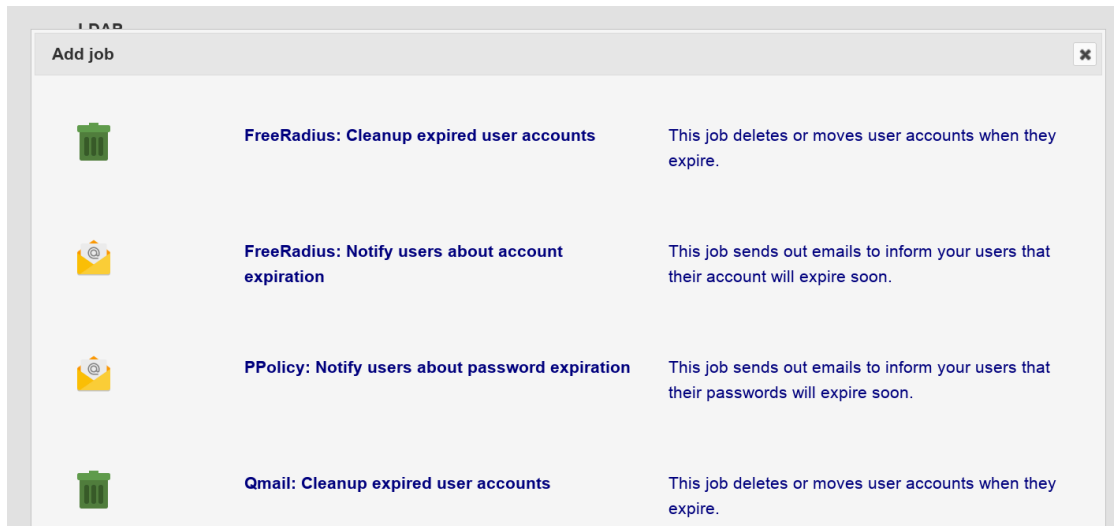 LDAP
Add job
FreeRadius: Cleanup expired user accounts
This job deletes or moves user accounts when they
expire.
FreeRadius: Notify users about account
expiration
This job sends out emails to inform your users that
their account will expire soon.
PPolicy: Notify users about password expiration
This job sends out emails to inform your users that
their passwords will expire soon.
Qmail: Cleanup expired user accounts
This job deletes or moves user accounts when they
expire.